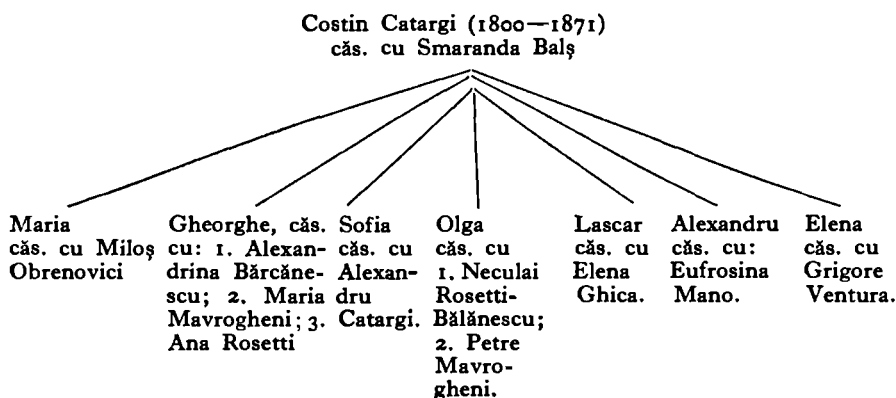 Costin Catargi (1800—1871)
căs. cu Smaranda Balș
Maria
căs. cu Miloș
Obrenovici
Gheorghe, căs.
cu: 1. Alexan-
drina Bărcăne-
scu; 2. Maria
Mavrogheni; 3.
Ana Rosetti
Sofia
căs. cu
Alexan-
dru
Catargi.
Olga
căs. cu
1. Neculai
Rosetti-
Bălănescu;
2. Petre
Mavro-
gheni.
Lascar
căs. cu
Elena
Ghica.
Alexandru
căs. cu:
Eufrosina
Mano.
Elena
căs. cu
Grigore
Ventura.